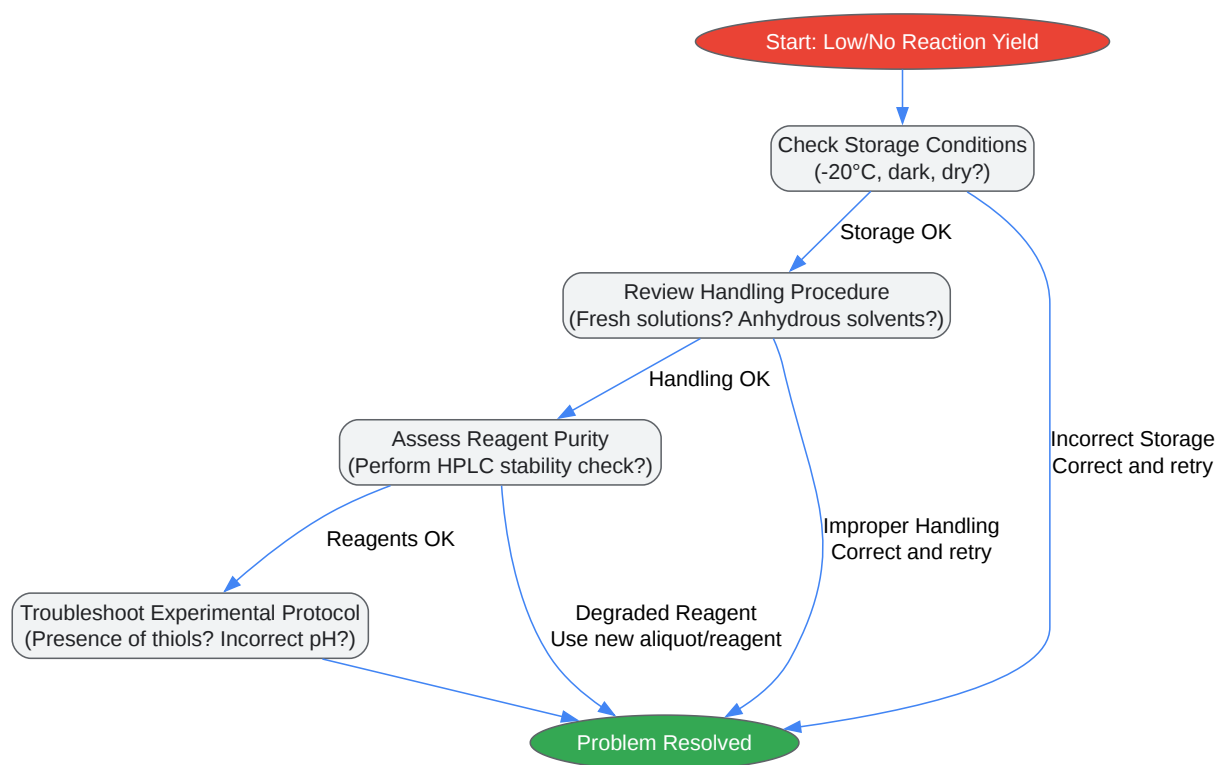 Start: Low/No Reaction Yield
Check Storage Conditions
(-20°C, dark, dry?)
Storage OK
Review Handling Procedure
(Fresh solutions? Anhydrous solvents?)
Handling OK
Assess Reagent Purity
(Perform HPLC stability check?)
Incorrect Storage
Correct and retry
Reagents OK
Improper Handling
Correct and retry
Troubleshoot Experimental Protocol
(Presence of thiols? Incorrect pH?)
Degraded Reagent
Use new aliquot/reagent
Problem Resolved